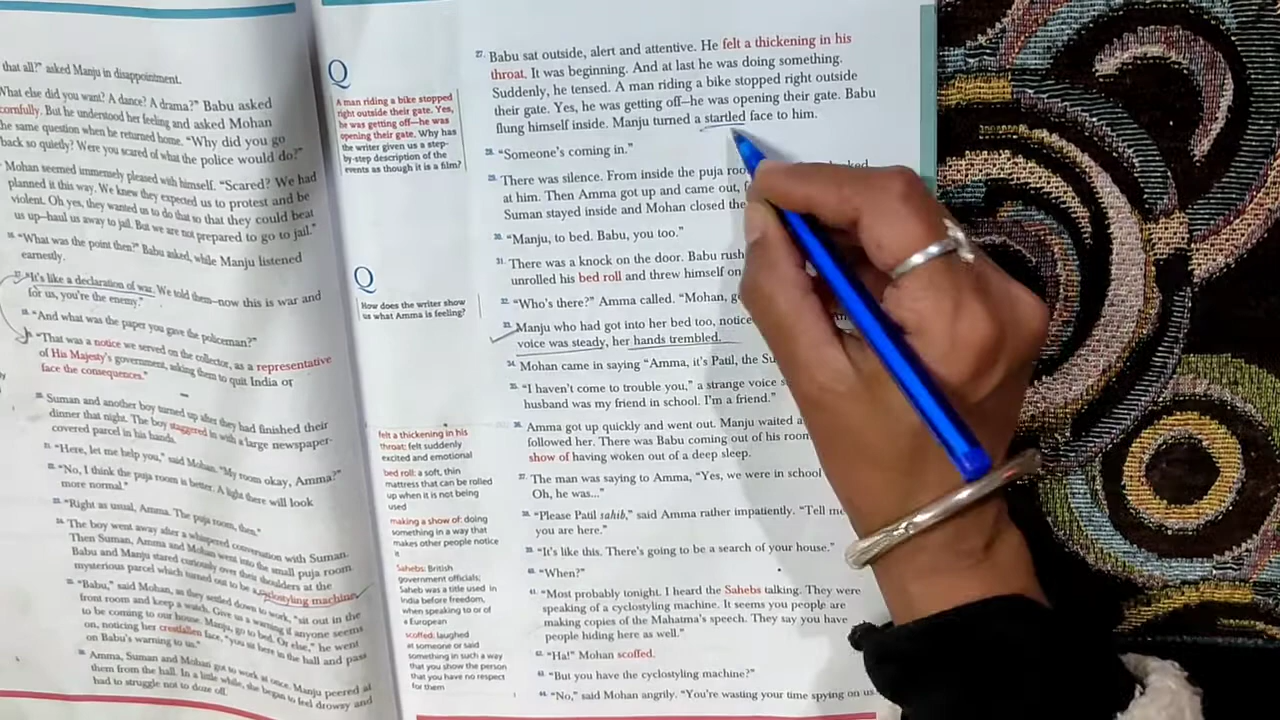 that all?" asked Manju in disappointment.
What else did you want? A dance? A drama?" Babu asked
cornfully. But he understood her feeling and asked Mohan
the same question when he returned home. "Why did you go
back so quietly? Were you scared of what the police would do?"
Mohan seemed immensely pleased with himself. "Scared? We had
planned it this way. We knew they expected us to protest and be
violent. Oh yes, they wanted us to do that so that they could beat
us up—haul us away to jail. But we are not prepared to go to jail."
"What was the point then?" Babu asked, while Manju listened
earnestly.
"It's like a declaration of war. We told them—now this is war and
for us, you're the enemy."
"And what was the paper you gave the policeman?"
"That was a notice we served on the collector, as a representative
of His Majesty's government, asking them to quit India or
face the consequences."
Suman and another boy turned up after they had finished their
dinner that night. The boy staggered in with a large newspaper-
covered parcel in his hands.
"Here, let me help you," said Mohan. "My room okay, Amma?"
"No, I think the puja room is better. A light there will look
more normal."
"Right as usual, Amma. The puja room, then."
The boy went away after a whispered conversation with Suman.
Then Suman, Amma and Mohan went into the small puja room.
Babu and Manju stared curiously over their shoulders at the
mysterious parcel which turned out to be a cyclostyling machine.
"Babu," said Mohan, as they settled down to work, "sit out in the
front room and keep a watch. Give us a warning if anyone seems
to be coming to our house. Manju, go to bed. Or else," he went
on, noticing her crestfallen face, "you sit here in the hall and pass
on Babu's warning to us."
Amma, Suman and Mohan got to work at once. Manju peered at
them from the hall. In a little while, she began to feel drowsy and
had to struggle not to doze off.
Q
A man riding a bike stopped
right outside their gate. Yes,
he was getting off—he was
opening their gate. Why has
the writer given us a step-
by-step description of the
events as though it is a film?
Q
How does the writer show
us what Amma is feeling?
felt a thickening in his
throat: felt suddenly
excited and emotional
bed roll: a soft, thin
mattress that can be rolled
up when it is not being
used
making a show of: doing
something in a way that
makes other people notice
it
Sahebs: British
government officials;
Saheb was a title used in
India before freedom,
when speaking to or of
a European
scoffed: laughed
at someone or said
something in such a way
that you show the person
that you have no respect
for them
27. Babu sat outside, alert and attentive. He felt a thickening in his
throat. It was beginning. And at last he was doing something.
Suddenly, he tensed. A man riding a bike stopped right outside
their gate. Yes, he was getting off—he was opening their gate. Babu
flung himself inside. Manju turned a startled face to him.
28. "Someone's coming in."
29. There was silence. From inside the puja roo
at him. Then Amma got up and came out,
Suman stayed inside and Mohan closed the
30. "Manju, to bed. Babu, you too."
31. There was a knock on the door. Babu rush
unrolled his bed roll and threw himself on
32. "Who's there?" Amma called. "Mohan, g
33. Manju who had got into her bed too, notice
voice was steady, her hands trembled.
34. Mohan came in saying "Amma, it's Patil, the Su
35. "I haven't come to trouble you," a strange voice s
husband was my friend in school. I'm a friend."
36. Amma got up quickly and went out. Manju waited a
followed her. There was Babu coming out of his room
show of having woken out of a deep sleep.
37. The man was saying to Amma, "Yes, we were in school
Oh, he was..."
38. "Please Patil sahib," said Amma rather impatiently. "Tell me
you are here."
39. "It's like this. There's going to be a search of your house."
40. "When?"
41. "Most probably tonight. I heard the Sahebs talking. They were
speaking of a cyclostyling machine. It seems you people are
making copies of the Mahatma's speech. They say you have
people hiding here as well."
42. "Ha!" Mohan scoffed.
43. "But you have the cyclostyling machine?"
44. "No," said Mohan angrily. "You're wasting your time spying on us